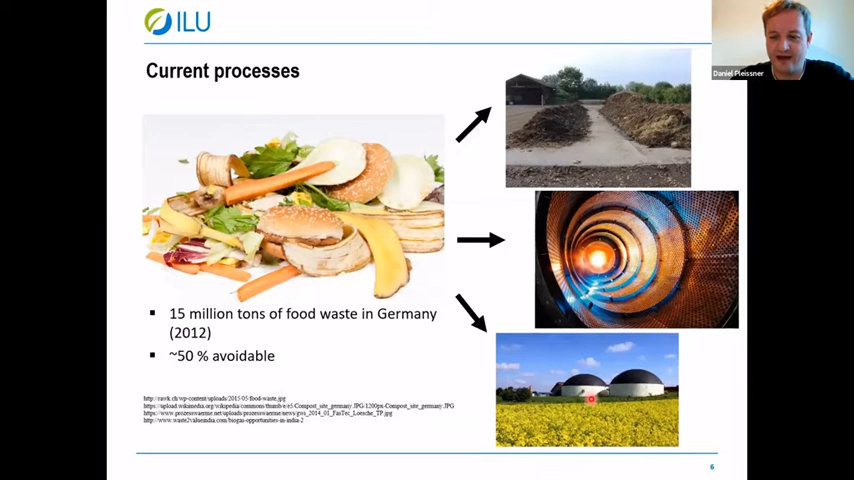 ILU
Daniel Pleissner
Current processes
15 million tons of food waste in Germany
(2012)
~50 % avoidable
http://rawk.ch/wp-content/uploads/2015/05/food-waste.jpg
https://upload.wikimedia.org/wikipedia/commons/thumb/e/e5/Compost_site_germany.JPG/1200px-Compost_site_germany.JPG
https://www.prozesswaerme.net/uploads/prozesswaerme/news/gwi_2014_01_FasTec_Loesche_TP.jpg
http://www.waste2valueindia.com/biogas-opportunities-in-india-2
6